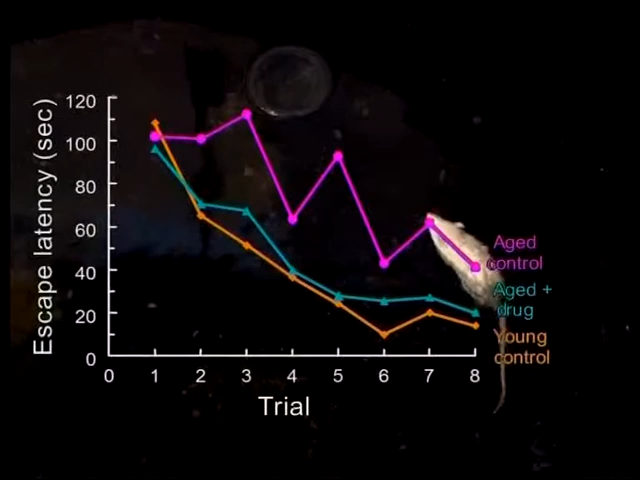 Escape latency (sec)
120
100
80
60
40
20
0
0 1 2 3 4 5 6 7 8
Trial
Aged
control
Aged +
drug
Young
control